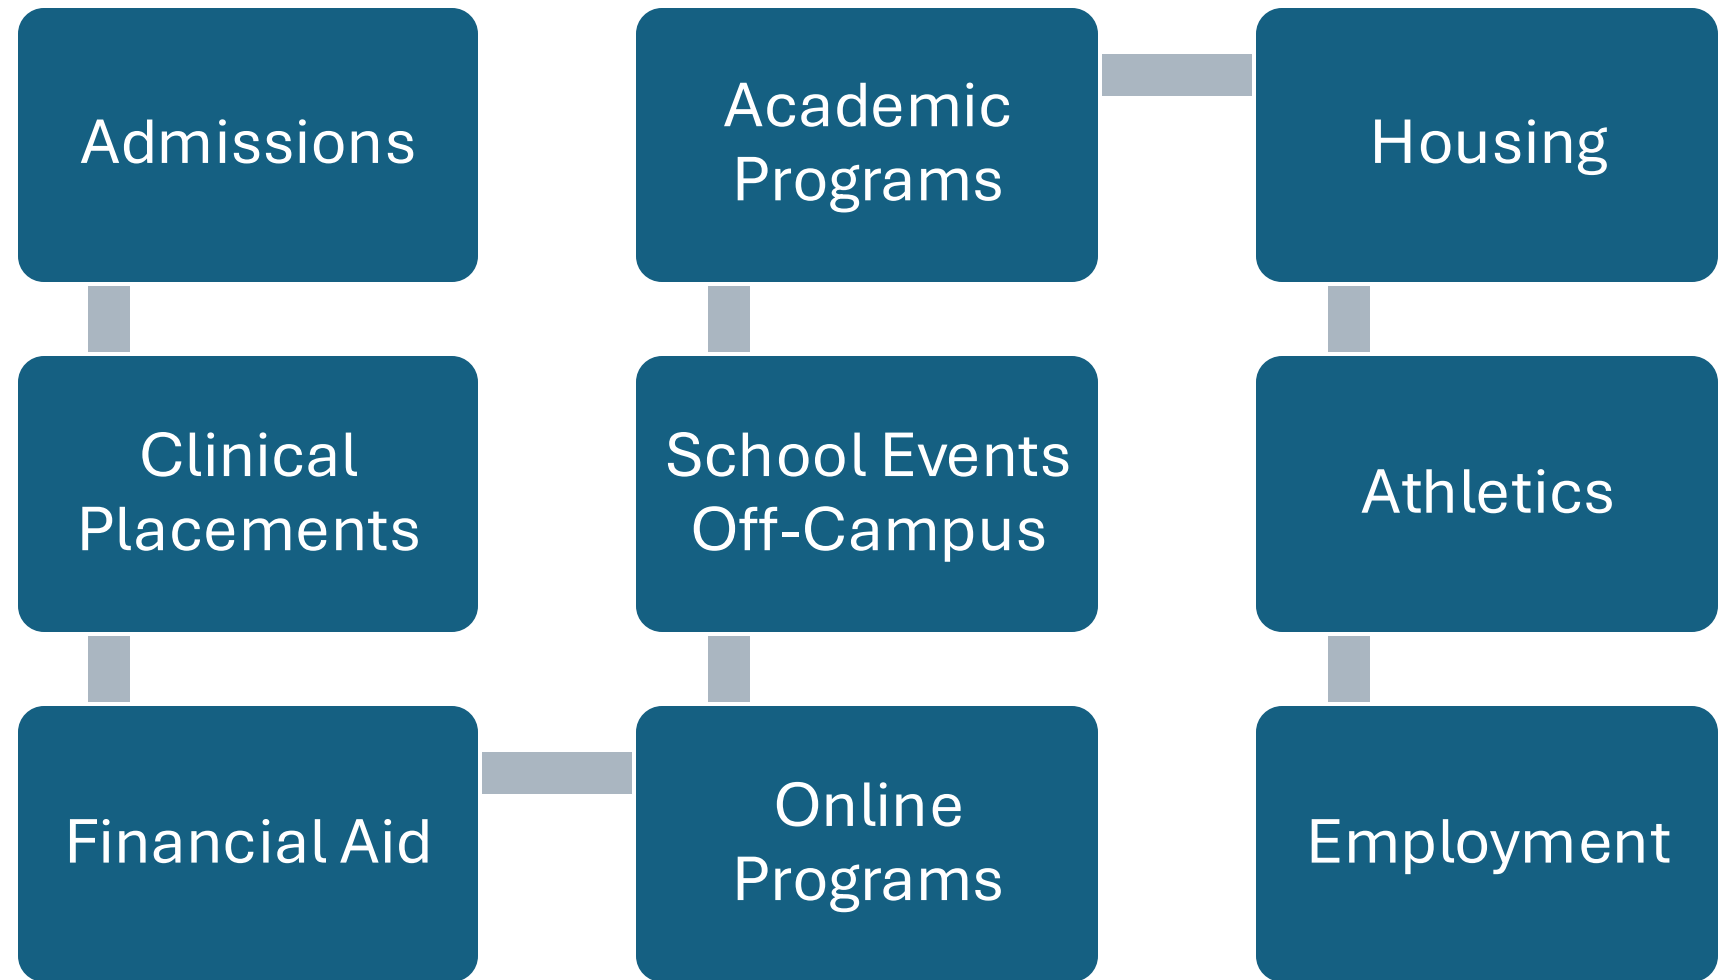 Admissions
Clinical
Placements
Financial Aid
Online
Programs
School Events
Off-Campus
Academic
Programs
Housing
Athletics
Employment